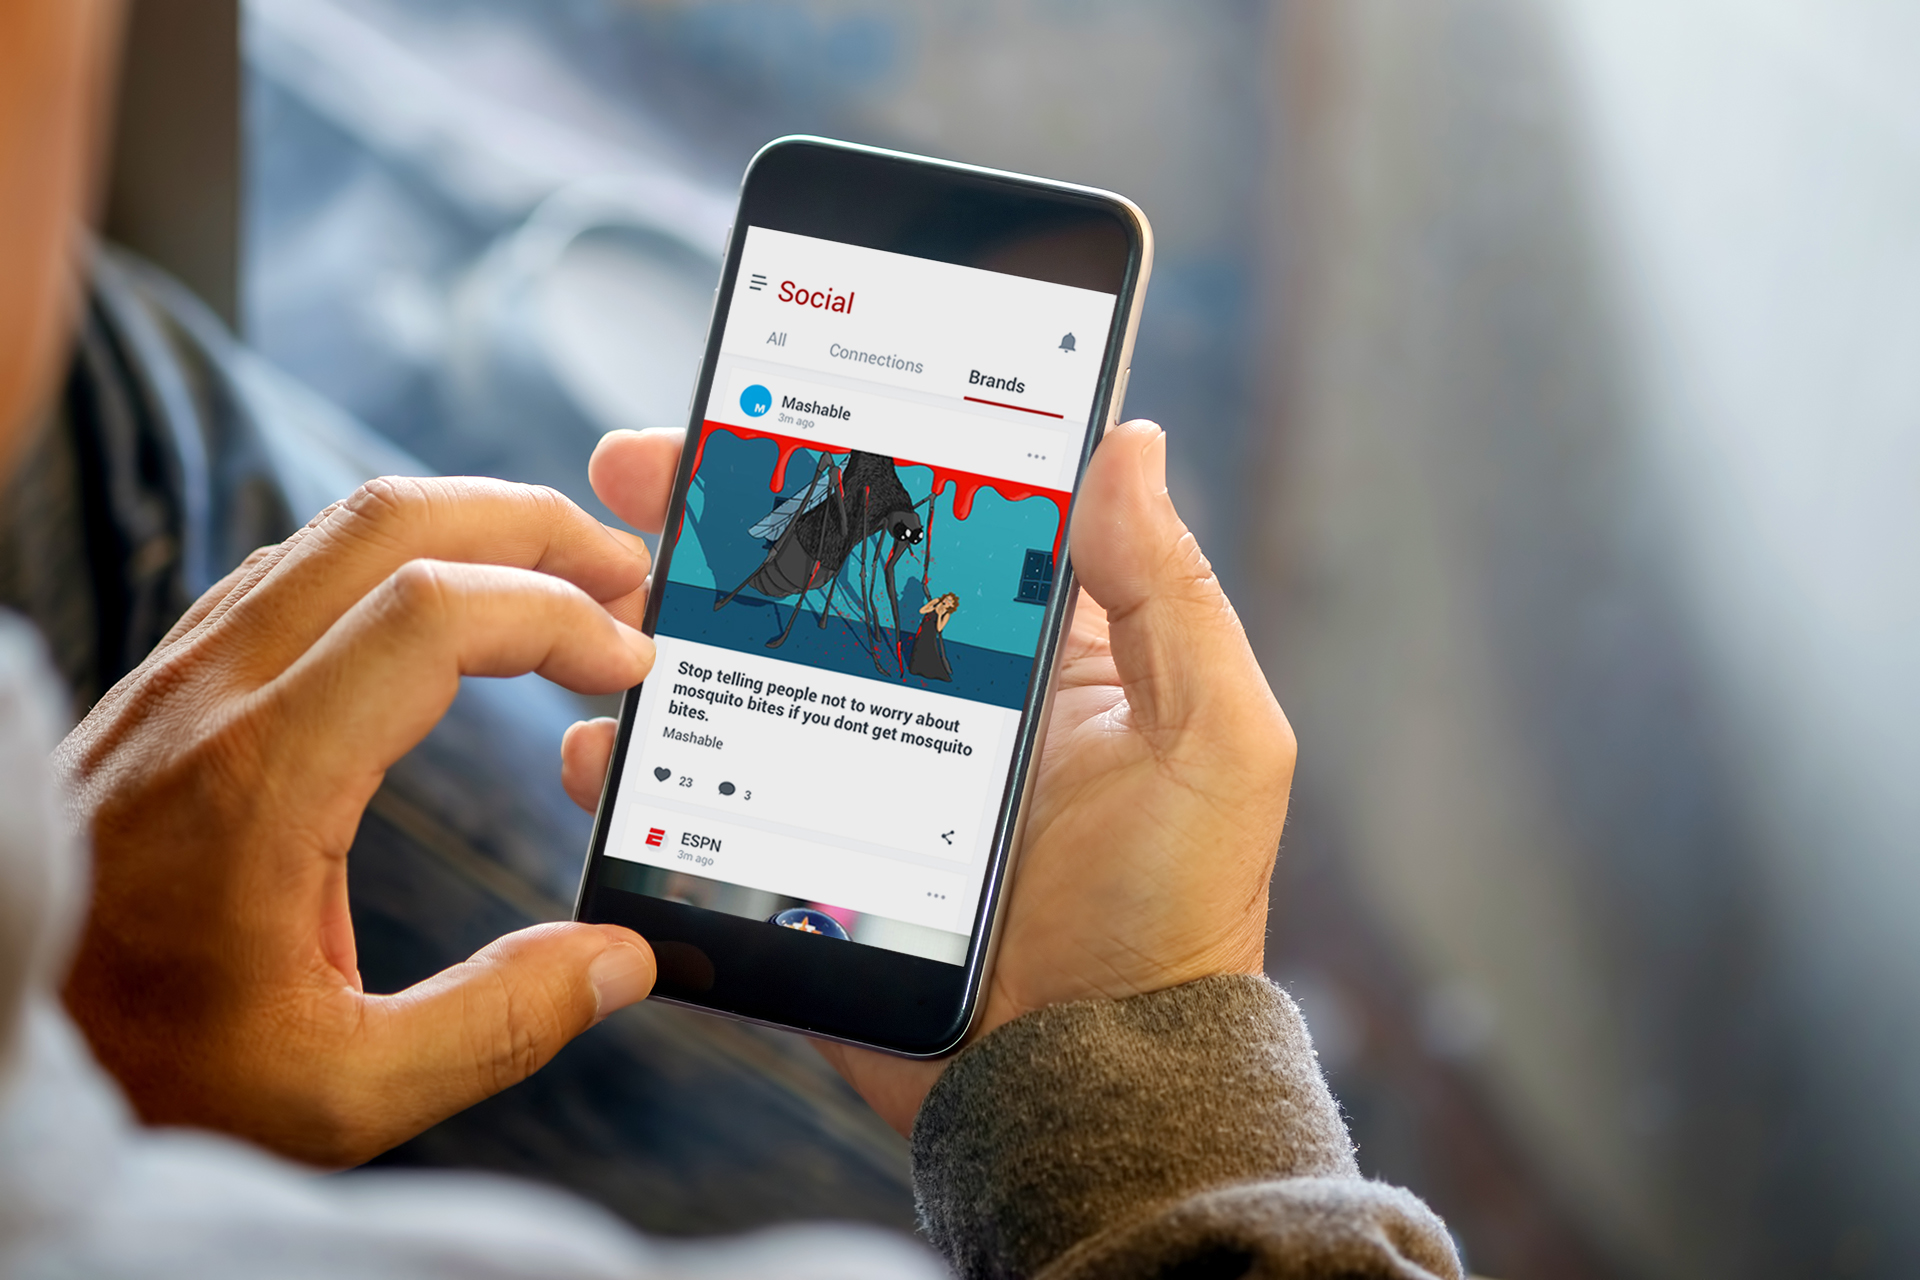 Social
All Connections Brands
M
Mashable
3m ago
Stop telling people not to worry about
mosquito bites if you dont get mosquito
bites.
Mashable
23 3
ESPN
3m ago